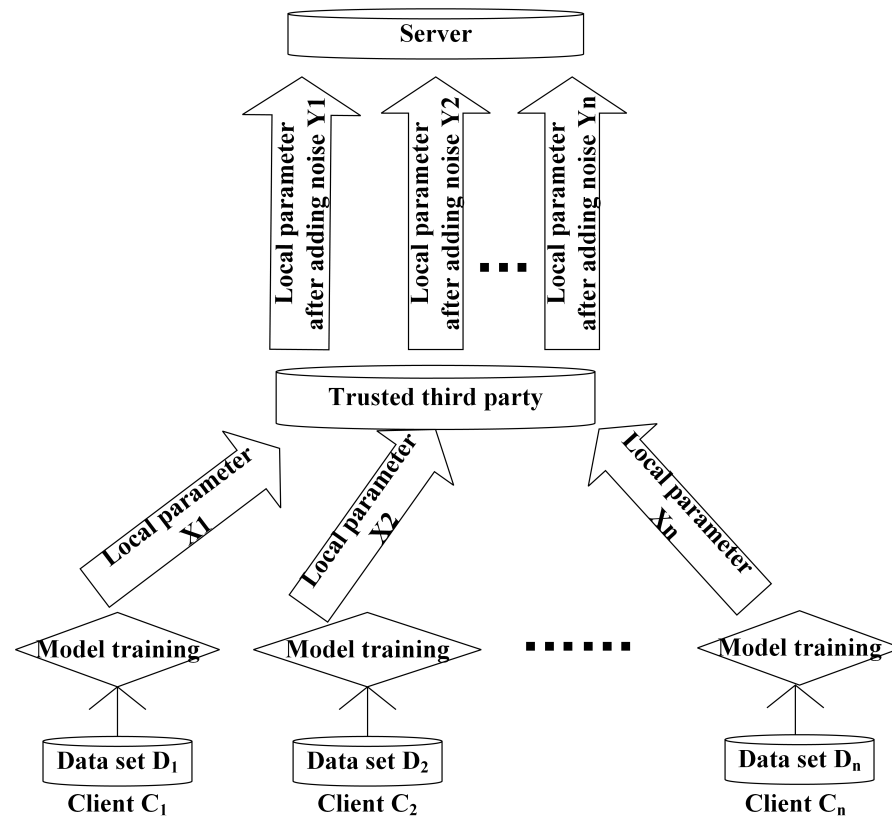 Server
Local parameter
after adding noise Y1
Local parameter
after adding noise Y2
Local parameter
after adding noise Yn
Trusted third party
Local parameter
X1
Local parameter
X2
Local parameter
Xn
Model training
Model training
Model training
Data set D₁
Data set D₂
Data set Dₙ
Client C₁
Client C₂
Client Cₙ